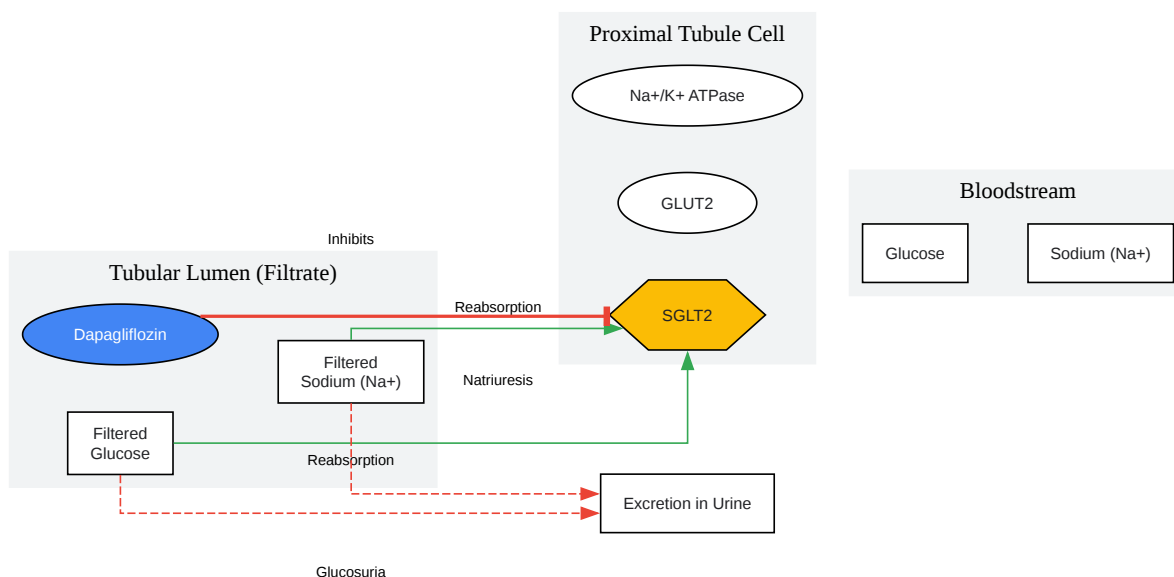 Proximal Tubule Cell
Na+/K+ ATPase
GLUT2
Bloodstream
Glucose
Sodium (Na+)
Inhibits
Tubular Lumen (Filtrate)
Dapagliflozin
Reabsorption
SGLT2
Filtered
Sodium (Na+)
Natriuresis
Filtered
Glucose
Reabsorption
Excretion in Urine
Glucosuria